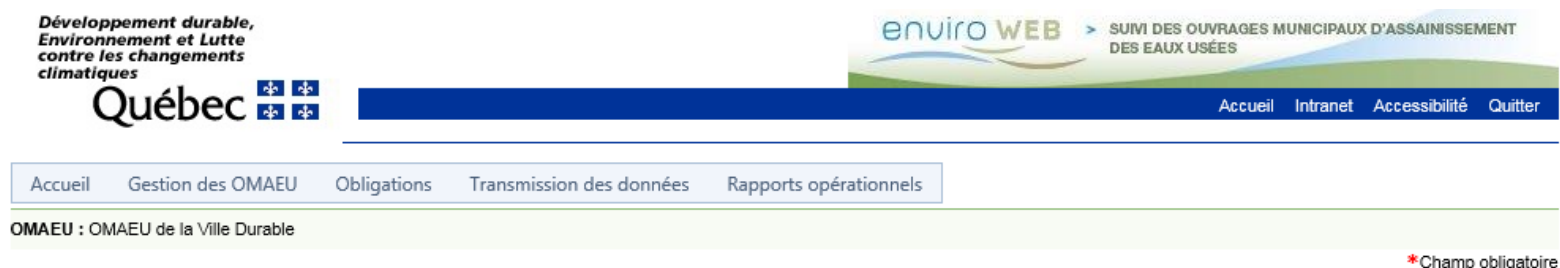 Développement durable,
Environnement et Lutte
contre les changements
climatiques
Québec
enviro WEB > SUIVI DES OUVRAGES MUNICIPAUX D'ASSAINISSEMENT
DES EAUX USÉES
Accueil Intranet Accessibilité Quitter
Accueil Gestion des OMAEU Obligations Transmission des données Rapports opérationnels
OMAEU : OMAEU de la Ville Durable
*Champ obligatoire